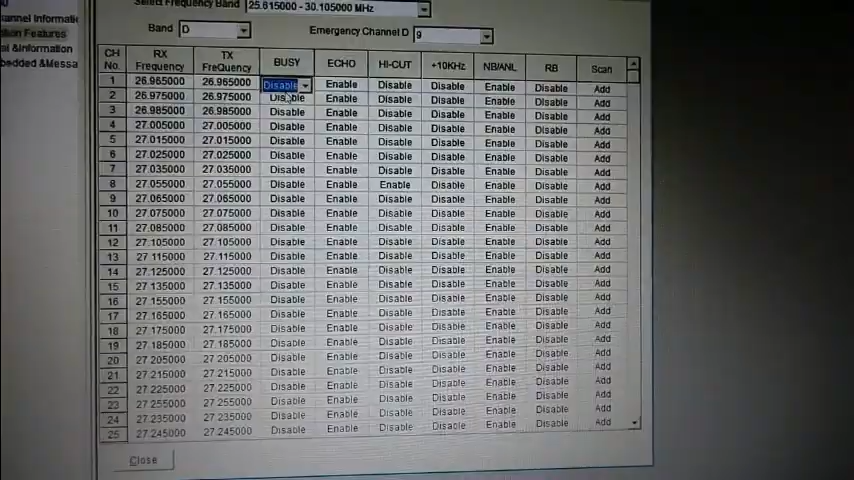 Select Frequency Band 25.615000 - 30.105000 MHz
Band D Emergency Channel D 9
CH No. RX Frequency TX FreQuency BUSY ECHO HI-CUT +10KHz NB/ANL RB Scan
1 26.965000 26.965000 Disable Enable Disable Disable Enable Disable Add
2 26.975000 26.975000 Disable Enable Disable Disable Enable Disable Add
3 26.985000 26.985000 Disable Enable Disable Disable Enable Disable Add
4 27.005000 27.005000 Disable Enable Disable Disable Enable Disable Add
5 27.015000 27.015000 Disable Enable Disable Disable Enable Disable Add
6 27.025000 27.025000 Disable Enable Disable Disable Enable Disable Add
7 27.035000 27.035000 Disable Enable Disable Disable Enable Disable Add
8 27.055000 27.055000 Disable Enable Enable Disable Enable Disable Add
9 27.065000 27.065000 Disable Enable Disable Disable Enable Disable Add
10 27.075000 27.075000 Disable Enable Disable Disable Enable Disable Add
11 27.085000 27.085000 Disable Enable Disable Disable Enable Disable Add
12 27.105000 27.105000 Disable Enable Disable Disable Enable Disable Add
13 27.115000 27.115000 Disable Enable Disable Disable Enable Disable Add
14 27.125000 27.125000 Disable Enable Disable Disable Enable Disable Add
15 27.135000 27.135000 Disable Enable Disable Disable Enable Disable Add
16 27.155000 27.155000 Disable Enable Disable Disable Enable Disable Add
17 27.165000 27.165000 Disable Enable Disable Disable Enable Disable Add
18 27.175000 27.175000 Disable Enable Disable Disable Enable Disable Add
19 27.185000 27.185000 Disable Enable Disable Disable Enable Disable Add
20 27.205000 27.205000 Disable Enable Disable Disable Enable Disable Add
21 27.215000 27.215000 Disable Enable Disable Disable Enable Disable Add
22 27.225000 27.225000 Disable Enable Disable Disable Enable Disable Add
23 27.255000 27.255000 Disable Enable Disable Disable Enable Disable Add
24 27.235000 27.235000 Disable Enable Disable Disable Enable Disable Add
25 27.245000 27.245000 Disable Enable Disable Disable Enable Disable Add
Close
annel Informati
tion Features
al &Information
bedded &Messa